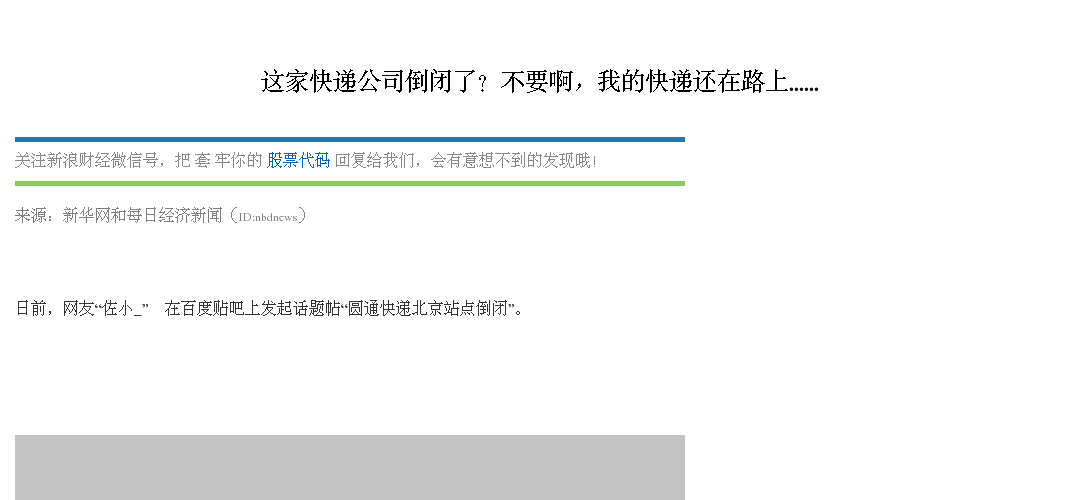 这家快递公司倒闭了？不要啊，我的快递还在路上......
关注新浪财经微信号，把 套 牢你的 股票代码 回复给我们，会有意想不到的发现哦！
来源：新华网和每日经济新闻（ID:nbdnews）
日前，网友“佐小_” 在百度贴吧上发起话题帖“圆通快递北京站点倒闭”。